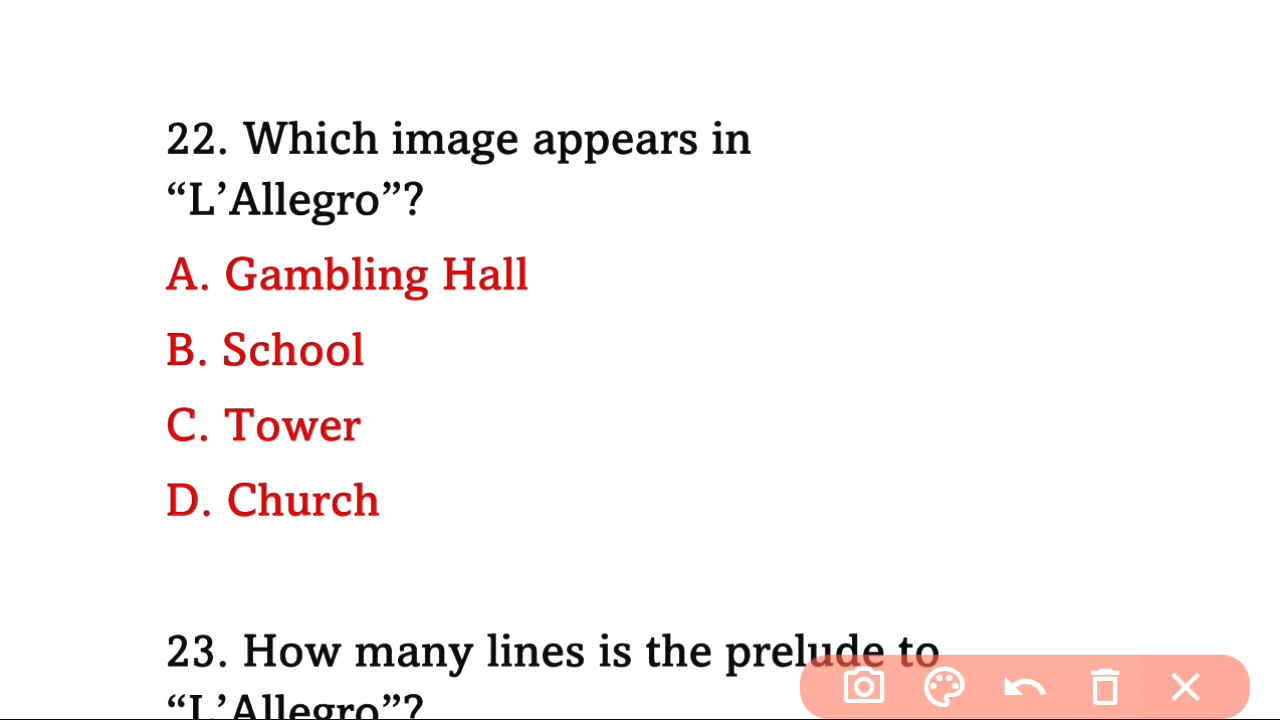 22. Which image appears in
“L’Allegro”?
A. Gambling Hall
B. School
C. Tower
D. Church
23. How many lines is the prelude to
“L’Allegro”?